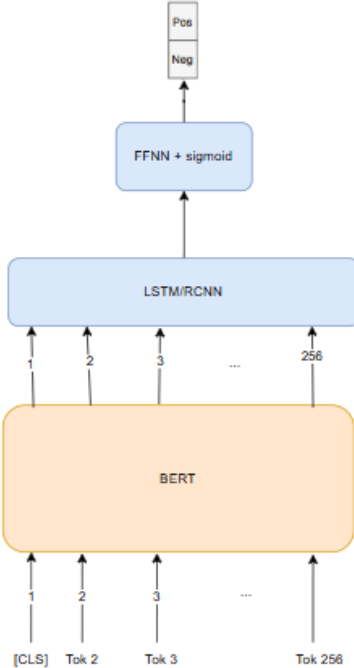 Pos
Neg
FFNN + sigmoid
LSTM/RCNN
1 2 3 ... 256
BERT
1 2 3 ...
[CLS] Tok 2 Tok 3 Tok 256